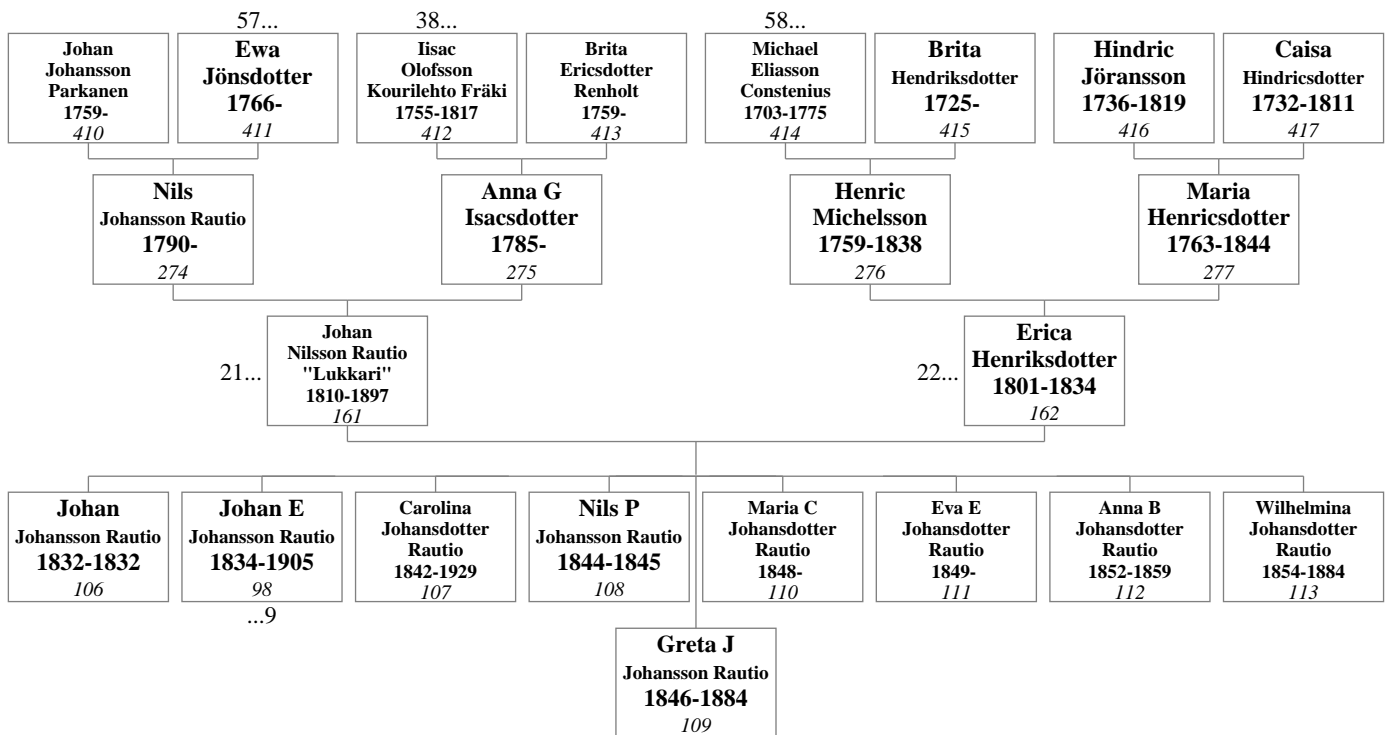 57...
38...
58...
Johan
Johansson
Parkanen
1759-
410
Ewa
Jönsdotter
1766-
411
Iisac
Olofsson
Kourilehto Fräki
1755-1817
412
Brita
Ericsdotter
Renholt
1759-
413
Michael
Eliasson
Constenius
1703-1775
414
Brita
Hendriksdotter
1725-
415
Hindric
Jöransson
1736-1819
416
Caisa
Hindricsdotter
1732-1811
417
Nils
Johansson Rautio
1790-
274
Anna G
Isacsdotter
1785-
275
Henric
Michelsson
1759-1838
276
Maria
Henricsdotter
1763-1844
277
21...
Johan
Nilsson Rautio
"Lukkari"
1810-1897
161
22...
Erica
Henriksdotter
1801-1834
162
Johan
Johansson Rautio
1832-1832
106
Johan E
Johansson Rautio
1834-1905
98
...9
Carolina
Johansdotter
Rautio
1842-1929
107
Nils P
Johansson Rautio
1844-1845
108
Maria C
Johansdotter
Rautio
1848-
110
Eva E
Johansdotter
Rautio
1849-
111
Anna B
Johansdotter
Rautio
1852-1859
112
Wilhelmina
Johansdotter
Rautio
1854-1884
113
Greta J
Johansson Rautio
1846-1884
109